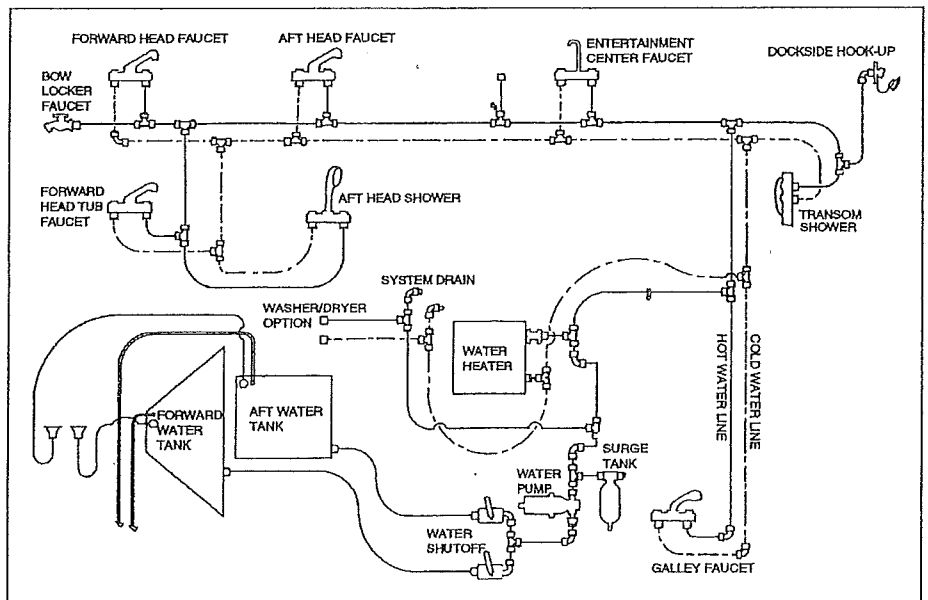 FORWARD HEAD FAUCET
AFT HEAD FAUCET
ENTERTAINMENT
CENTER FAUCET
DOCKSIDE HOOK-UP
BOW
LOCKER
FAUCET
FORWARD
HEAD TUB
FAUCET
AFT HEAD SHOWER
TRANSOM
SHOWER
SYSTEM DRAIN
WASHER/DRYER
OPTION
WATER
HEATER
HOT WATER LINE
COLD WATER LINE
AFT WATER
TANK
FORWARD
WATER
TANK
SURGE
TANK
WATER
PUMP
WATER
SHUTOFF
GALLEY FAUCET